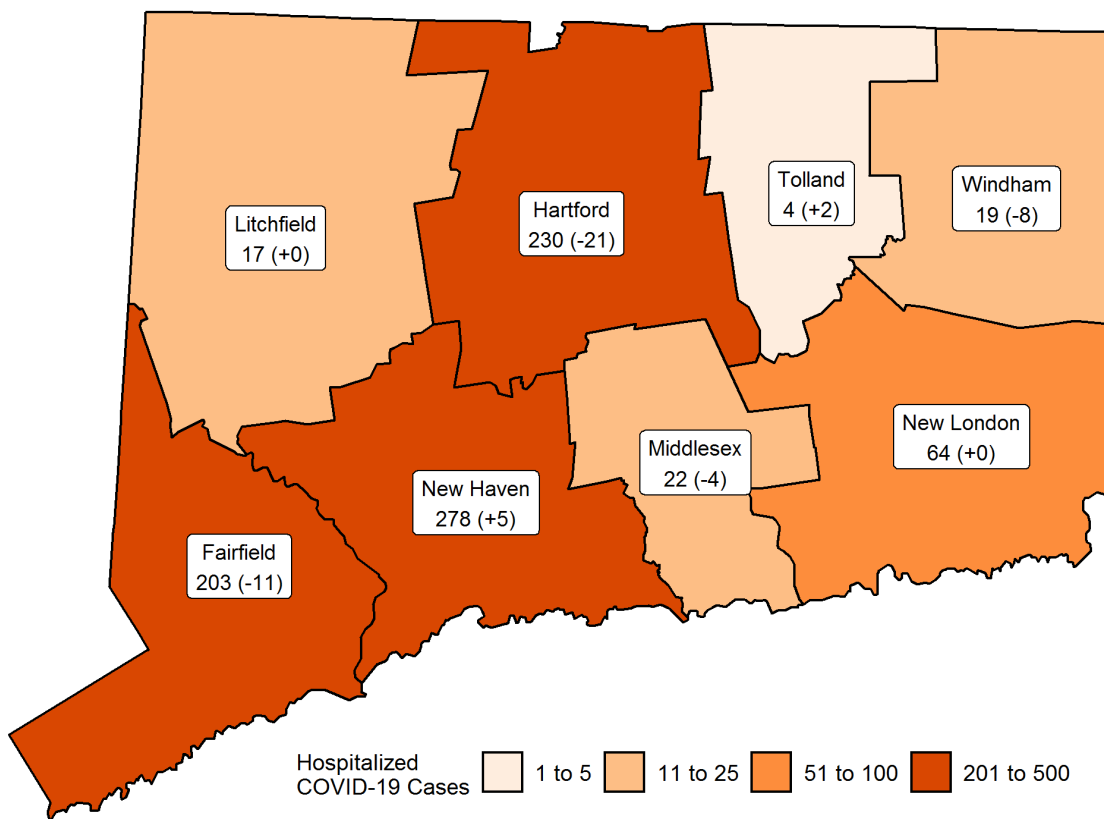 Litchfield
17 (+0)
Hartford
230 (-21)
Tolland
4 (+2)
Windham
19 (-8)
Fairfield
203 (-11)
New Haven
278 (+5)
Middlesex
22 (-4)
New London
64 (+0)
Hospitalized
COVID-19 Cases
1 to 5
11 to 25
51 to 100
201 to 500